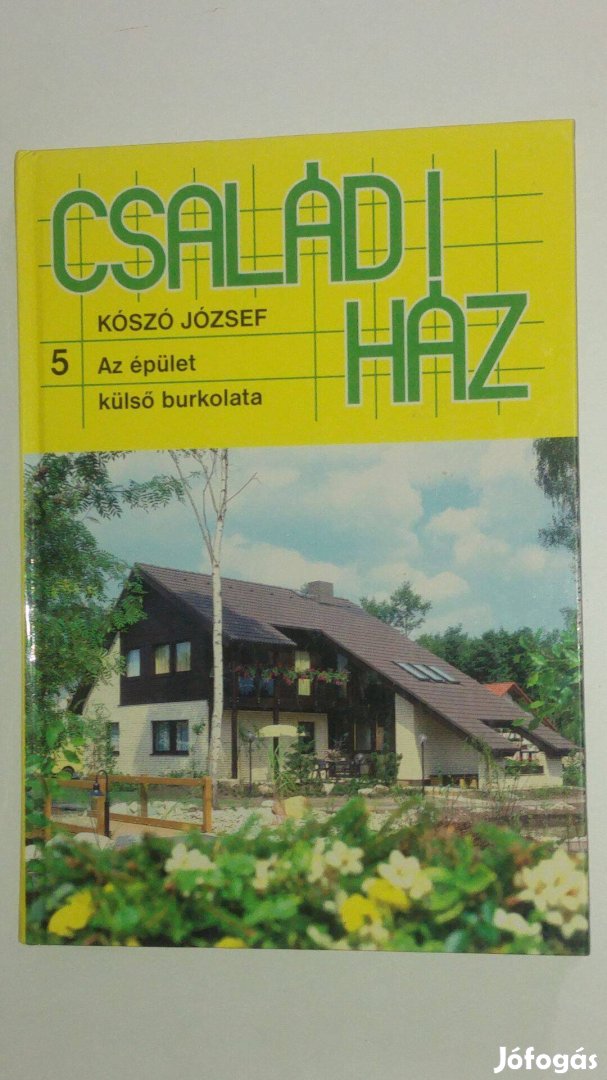 CSALÁDI
HÁZ
KÓSZÓ JÓZSEF
5 Az épület
külső burkolata
Jófogás